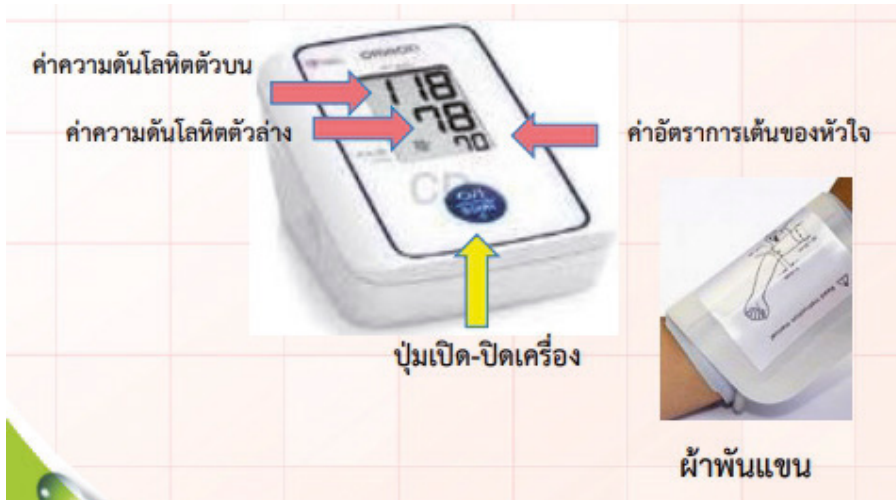 omron
ค่าความดันโลหิตตัวบน
118
ค่าความดันโลหิตตัวล่าง
78
ค่าอัตราการเต้นของหัวใจ
70
ปุ่มเปิด-ปิดเครื่อง
Read instruction manual
ผ้าพันแขน